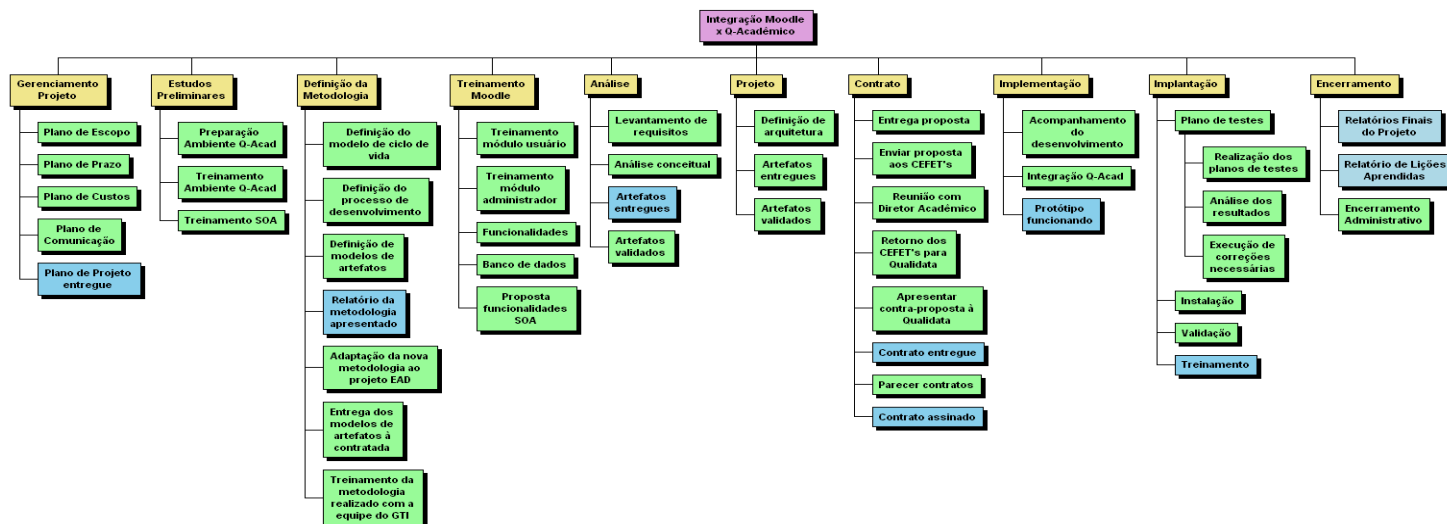 Integração Moodle
x Q-Acadêmico
Gerenciamento
Projeto
Plano de Escopo
Plano de Prazo
Plano de Custos
Plano de
Comunicação
Plano de Projeto
entregue
Estudos
Preliminares
Preparação
Ambiente Q-Acad
Treinamento
Ambiente Q-Acad
Treinamento SOA
Definição da
Metodologia
Definição do
modelo de ciclo de
vida
Definição do
processo de
desenvolvimento
Definição de
modelos de
artefatos
Relatório da
metodologia
apresentado
Adaptação da nova
metodologia ao
projeto EAD
Entrega dos
modelos de
artefatos à
contratada
Treinamento da
metodologia
realizado com a
equipe do GTI
Treinamento
Moodle
Treinamento
módulo usuário
Treinamento
módulo
administrador
Funcionalidades
Banco de dados
Proposta
funcionalidades
SOA
Análise
Levantamento de
requisitos
Análise conceitual
Artefatos
entregues
Artefatos
validados
Projeto
Definição de
arquitetura
Artefatos
entregues
Artefatos
validados
Contrato
Entrega proposta
Enviar proposta
aos CEFET's
Reunião com
Diretor Acadêmico
Retorno dos
CEFET's para
Qualidata
Apresentar
contra-proposta à
Qualidata
Contrato entregue
Parecer contratos
Contrato assinado
Implementação
Acompanhamento
do
desenvolvimento
Integração Q-Acad
Protótipo
funcionando
Implantação
Plano de testes
Realização dos
planos de testes
Análise dos
resultados
Execução de
correções
necessárias
Instalação
Validação
Treinamento
Encerramento
Relatórios Finais
do Projeto
Relatório de Lições
Aprendidas
Encerramento
Administrativo